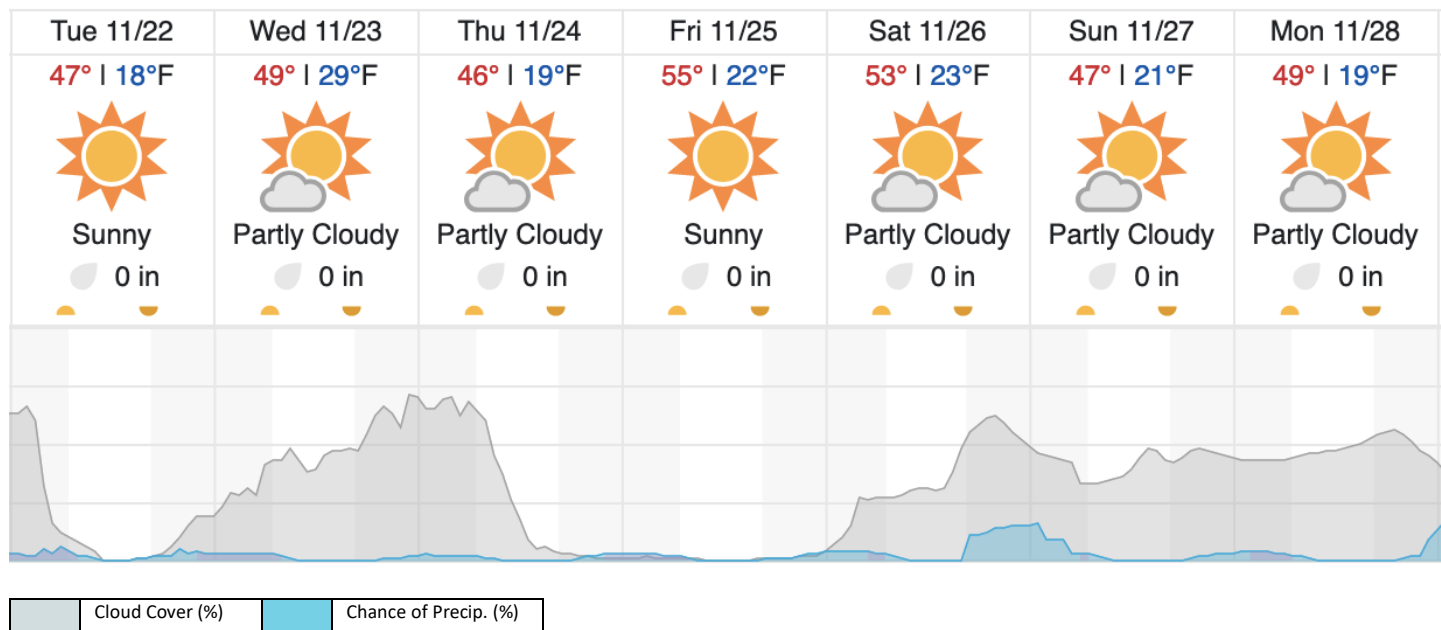 Tue 11/22 Wed 11/23 Thu 11/24 Fri 11/25 Sat 11/26 Sun 11/27 Mon 11/28
47° | 18°F 49° | 29°F 46° | 19°F 55° | 22°F 53° | 23°F 47° | 21°F 49° | 19°F
Sunny Partly Cloudy Partly Cloudy Sunny Partly Cloudy Partly Cloudy Partly Cloudy
0 in 0 in 0 in 0 in 0 in 0 in 0 in
Cloud Cover (%) Chance of Precip. (%)